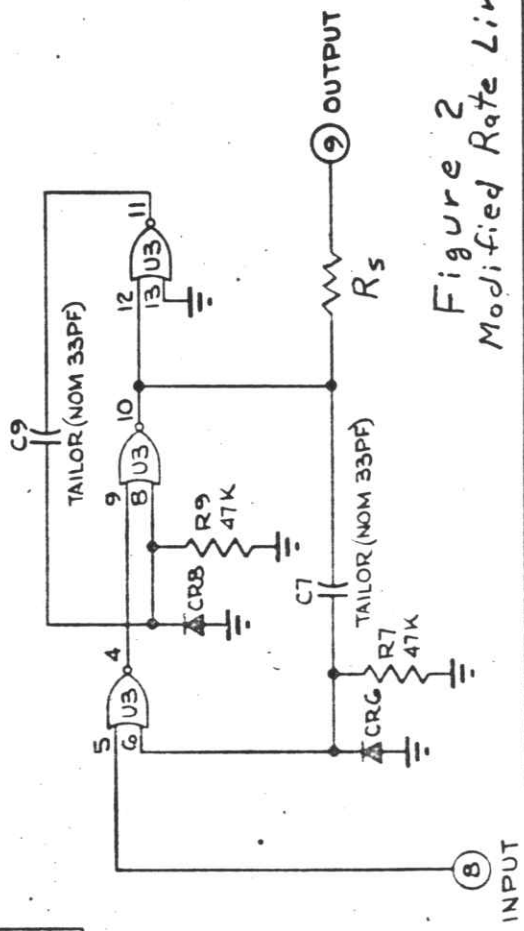 C9
TAILOR (NOM 33PF)
5
6
U3
4
9
8
U3
10
12
13
U3
11
CR8
R9
47K
C7
TAILOR (NOM 33PF)
CR6
R7
47K
Rs
8
INPUT
9
OUTPUT
Figure 2
Modified Rate